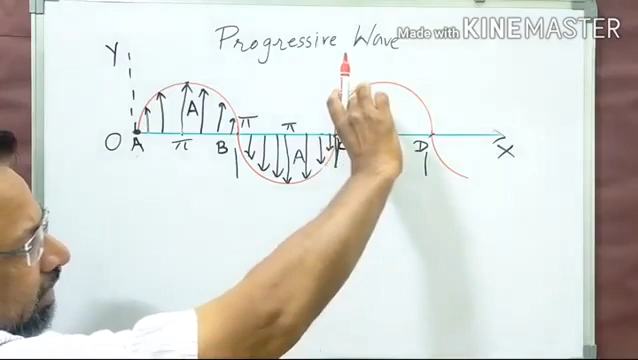 Progressive Wave
Made with KINEMASTER
Y
A
π
π
A
O A π B C D X